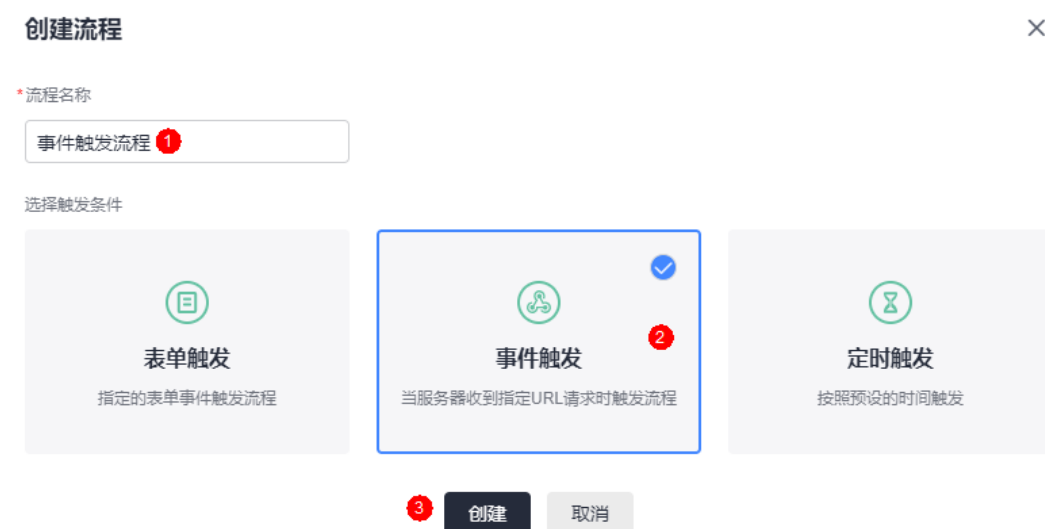 创建流程
*流程名称
事件触发流程 1
选择触发条件
表单触发
指定的表单事件触发流程
事件触发
当服务器收到指定URL请求时触发流程
2
定时触发
按照预设的时间触发
3 创建 取消